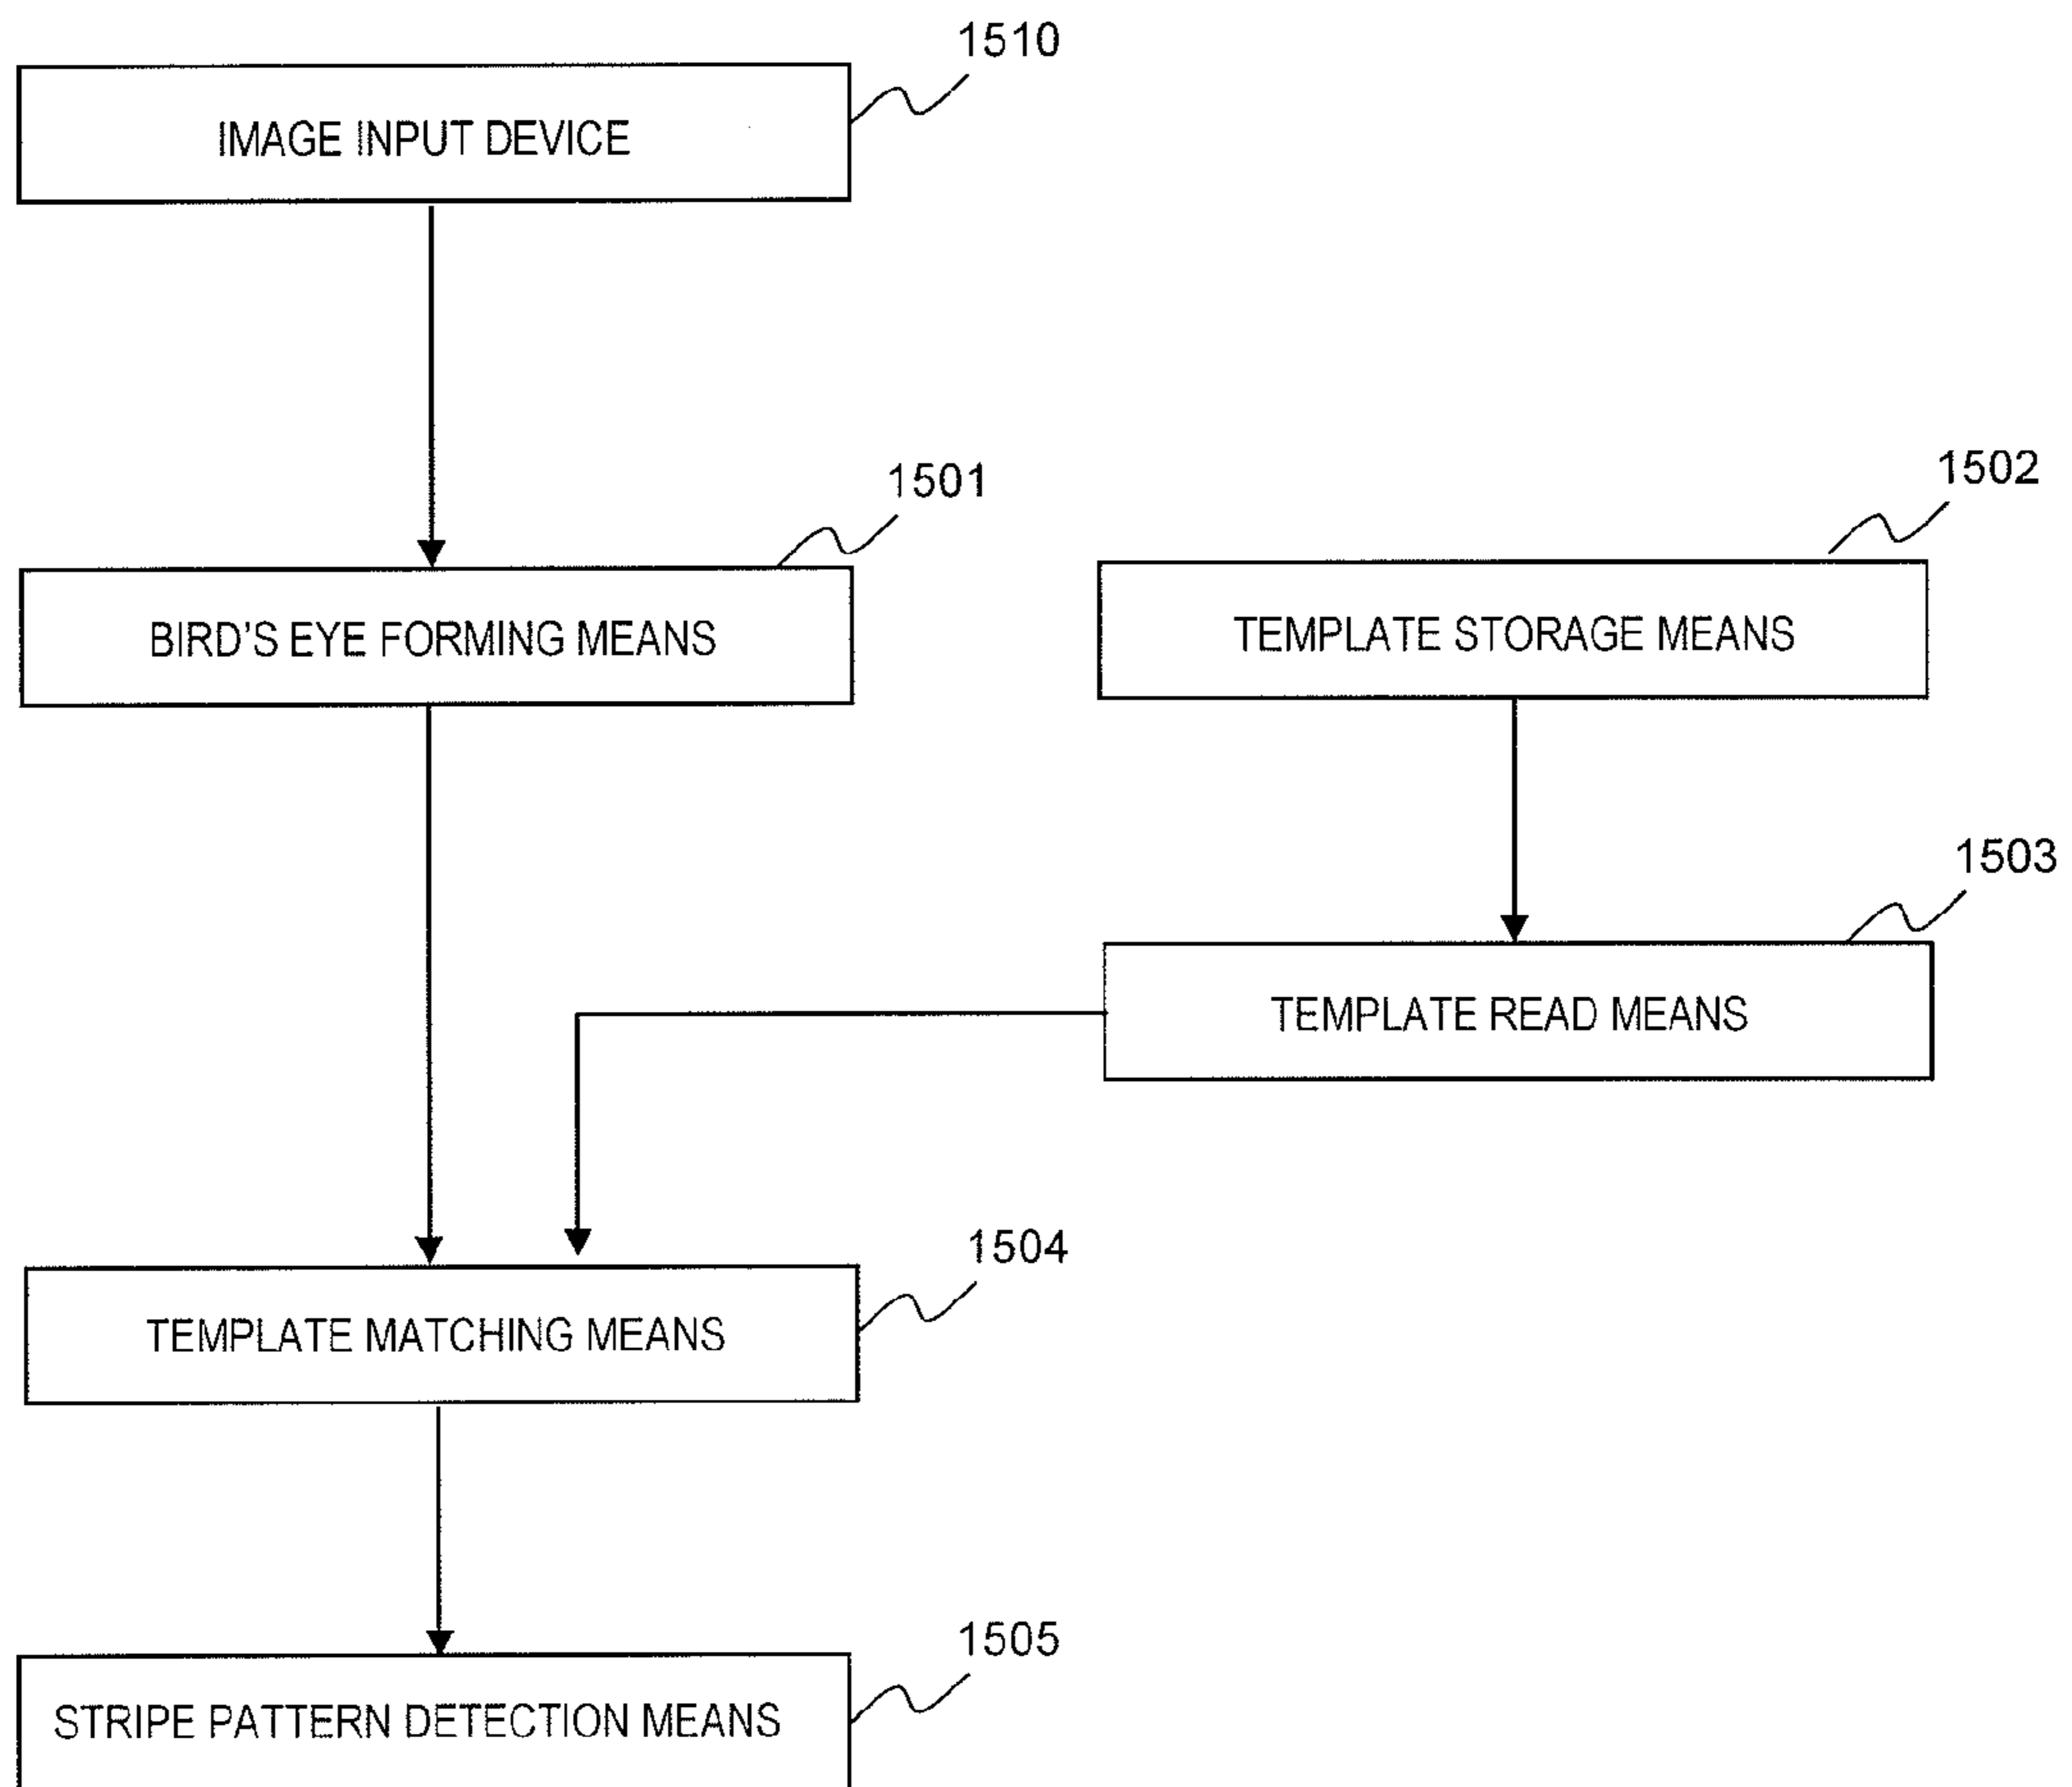 1510
IMAGE INPUT DEVICE
1501
BIRD'S EYE FORMING MEANS
1502
TEMPLATE STORAGE MEANS
1503
TEMPLATE READ MEANS
1504
TEMPLATE MATCHING MEANS
1505
STRIPE PATTERN DETECTION MEANS